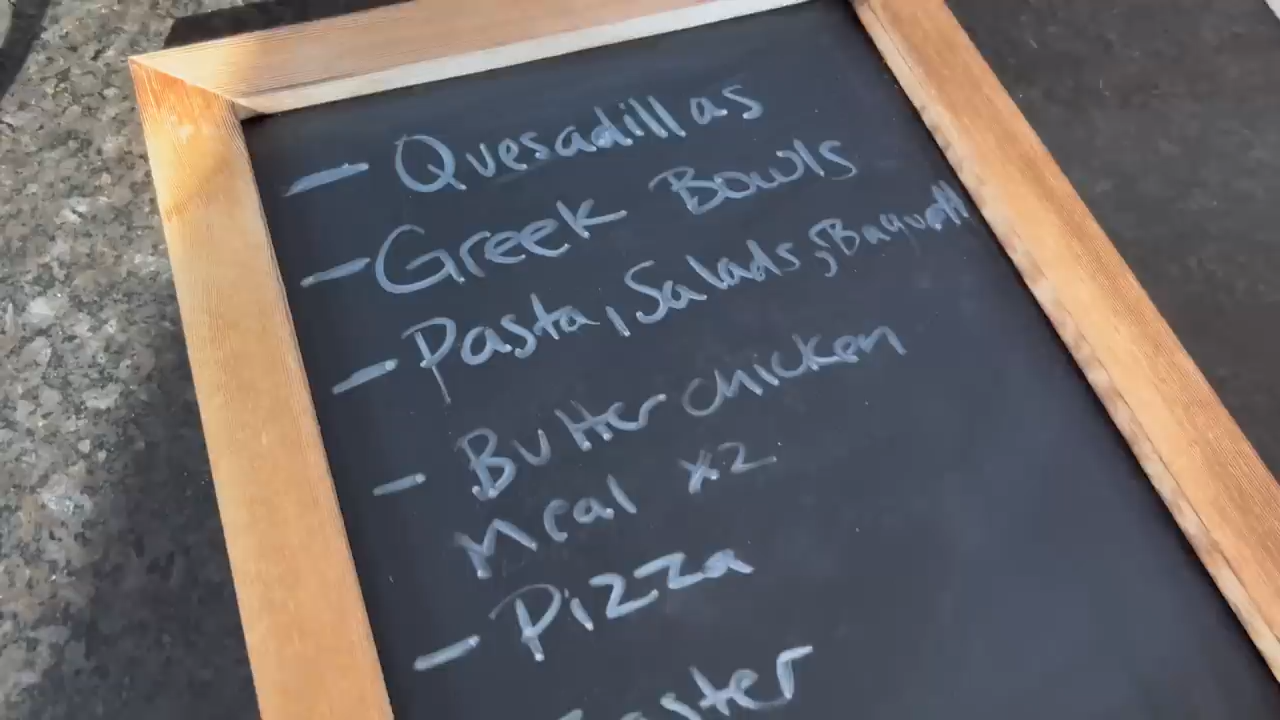 - Quesadillas
- Greek Bowls
- Pasta, Salads, Baguett
- Butter chicken
Meal x2
- Pizza